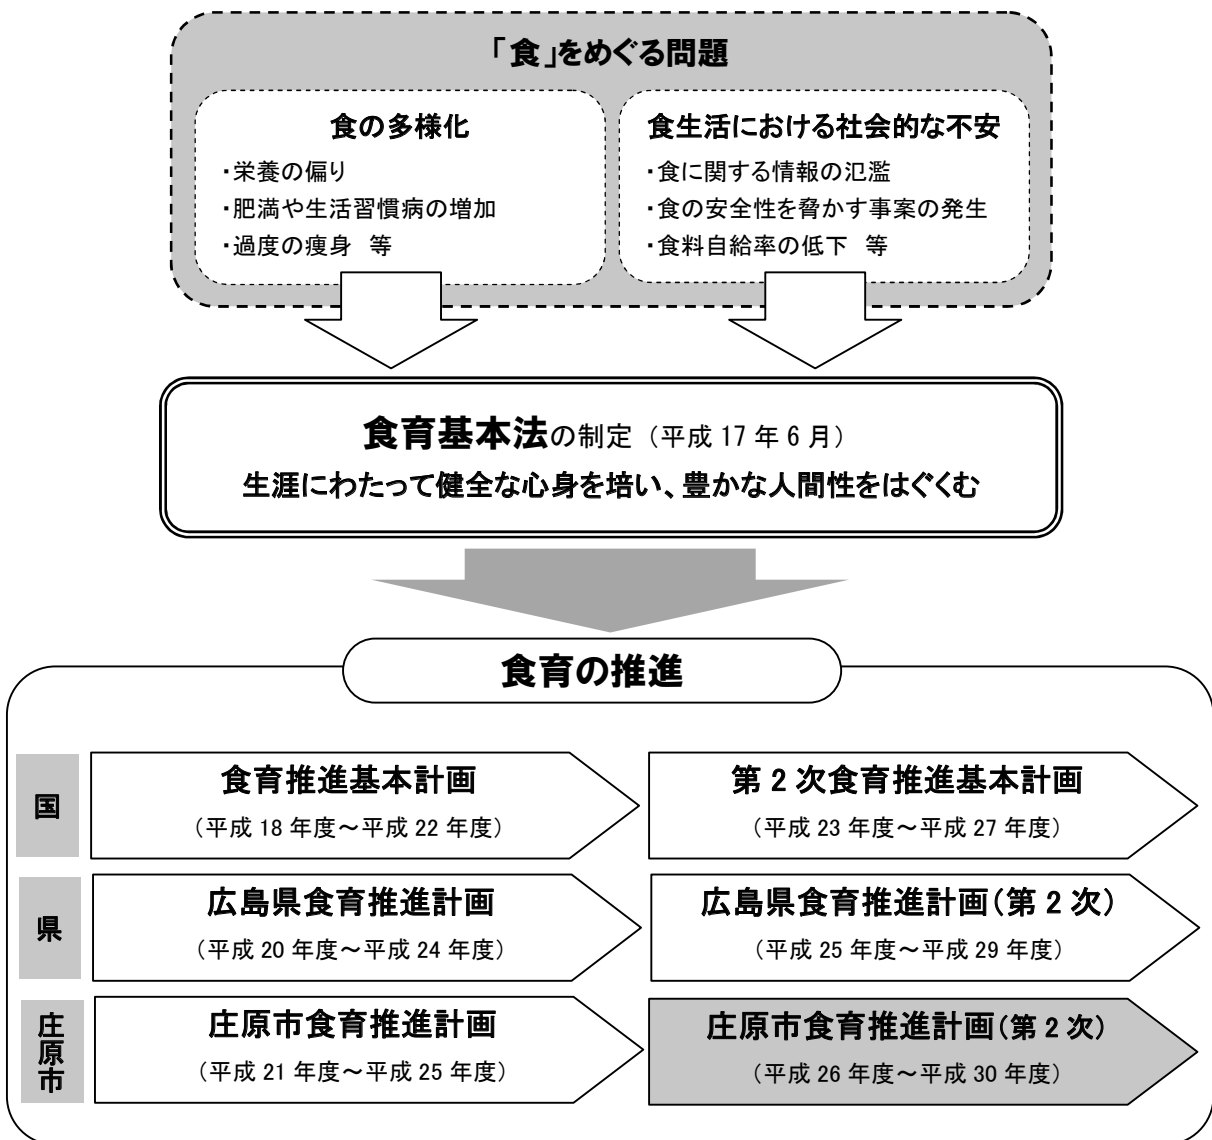 「食」をめぐる問題
食の多様化
・栄養の偏り
・肥満や生活習慣病の増加
・過度の痩身　等
食生活における社会的な不安
・食に関する情報の氾濫
・食の安全性を脅かす事案の発生
・食料自給率の低下　等
食育基本法の制定（平成 17 年 6 月）
生涯にわたって健全な心身を培い、豊かな人間性をはぐくむ
食育の推進
国
食育推進基本計画
（平成 18 年度～平成 22 年度）
第 2 次食育推進基本計画
（平成 23 年度～平成 27 年度）
県
広島県食育推進計画
（平成 20 年度～平成 24 年度）
広島県食育推進計画（第 2 次）
（平成 25 年度～平成 29 年度）
庄原市
庄原市食育推進計画
（平成 21 年度～平成 25 年度）
庄原市食育推進計画（第 2 次）
（平成 26 年度～平成 30 年度）